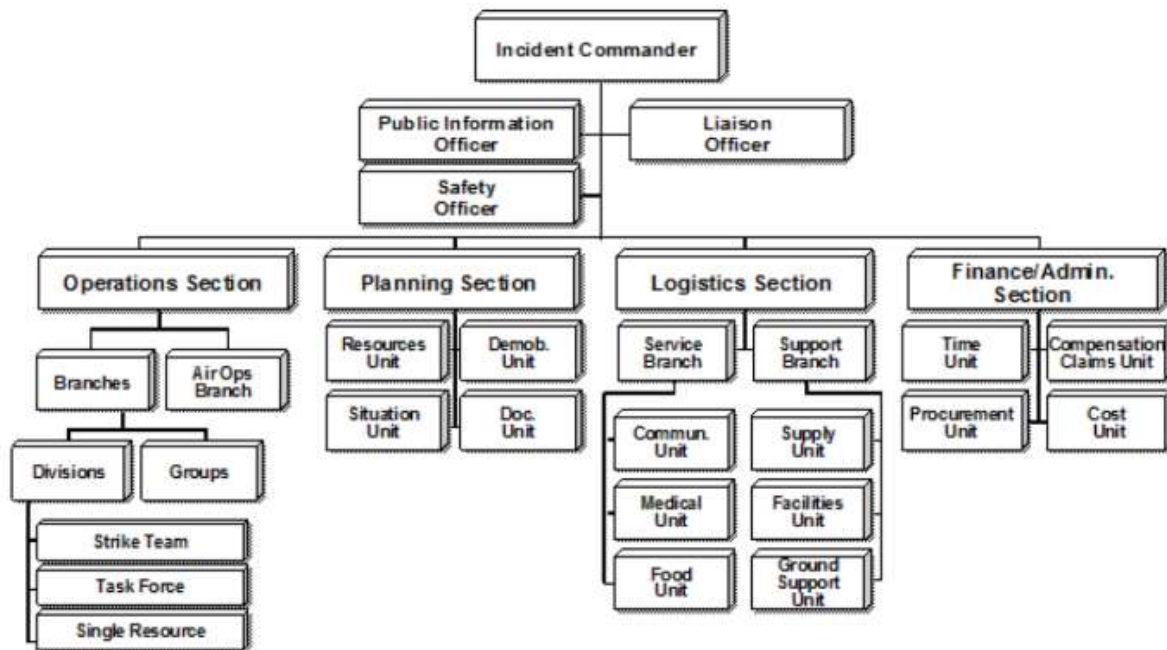 Incident Commander
Public Information
Officer
Liaison
Officer
Safety
Officer
Operations Section
Planning Section
Logistics Section
Finance/Admin.
Section
Branches
Air Ops
Branch
Resources
Unit
Demob.
Unit
Service
Branch
Support
Branch
Time
Unit
Compensation
Claims Unit
Situation
Unit
Doc.
Unit
Procurement
Unit
Cost
Unit
Divisions
Groups
Commun.
Unit
Supply
Unit
Strike Team
Task Force
Single Resource
Medical
Unit
Facilities
Unit
Food
Unit
Ground
Support
Unit